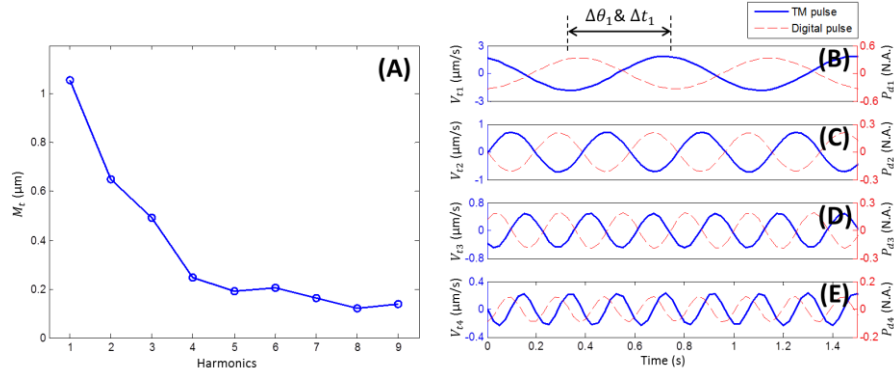 (A)
1
0.8
0.6
0.4
0.2
0
M_t (μm)
1 2 3 4 5 6 7 8 9
Harmonics
Δθ₁& Δt₁
TM pulse
Digital pulse
(B)
V_t1 (μm/s)
3
0
-3
0.6
0
-0.6
P_d1 (N.A.)
(C)
V_t2 (μm/s)
1
0
-1
0.3
0
-0.3
P_d2 (N.A.)
(D)
V_t3 (μm/s)
0.8
0
-0.8
0.3
0
-0.3
P_d3 (N.A.)
(E)
V_t4 (μm/s)
0.4
0
-0.4
0.2
0
-0.2
P_d4 (N.A.)
0 0.2 0.4 0.6 0.8 1 1.2 1.4
Time (s)